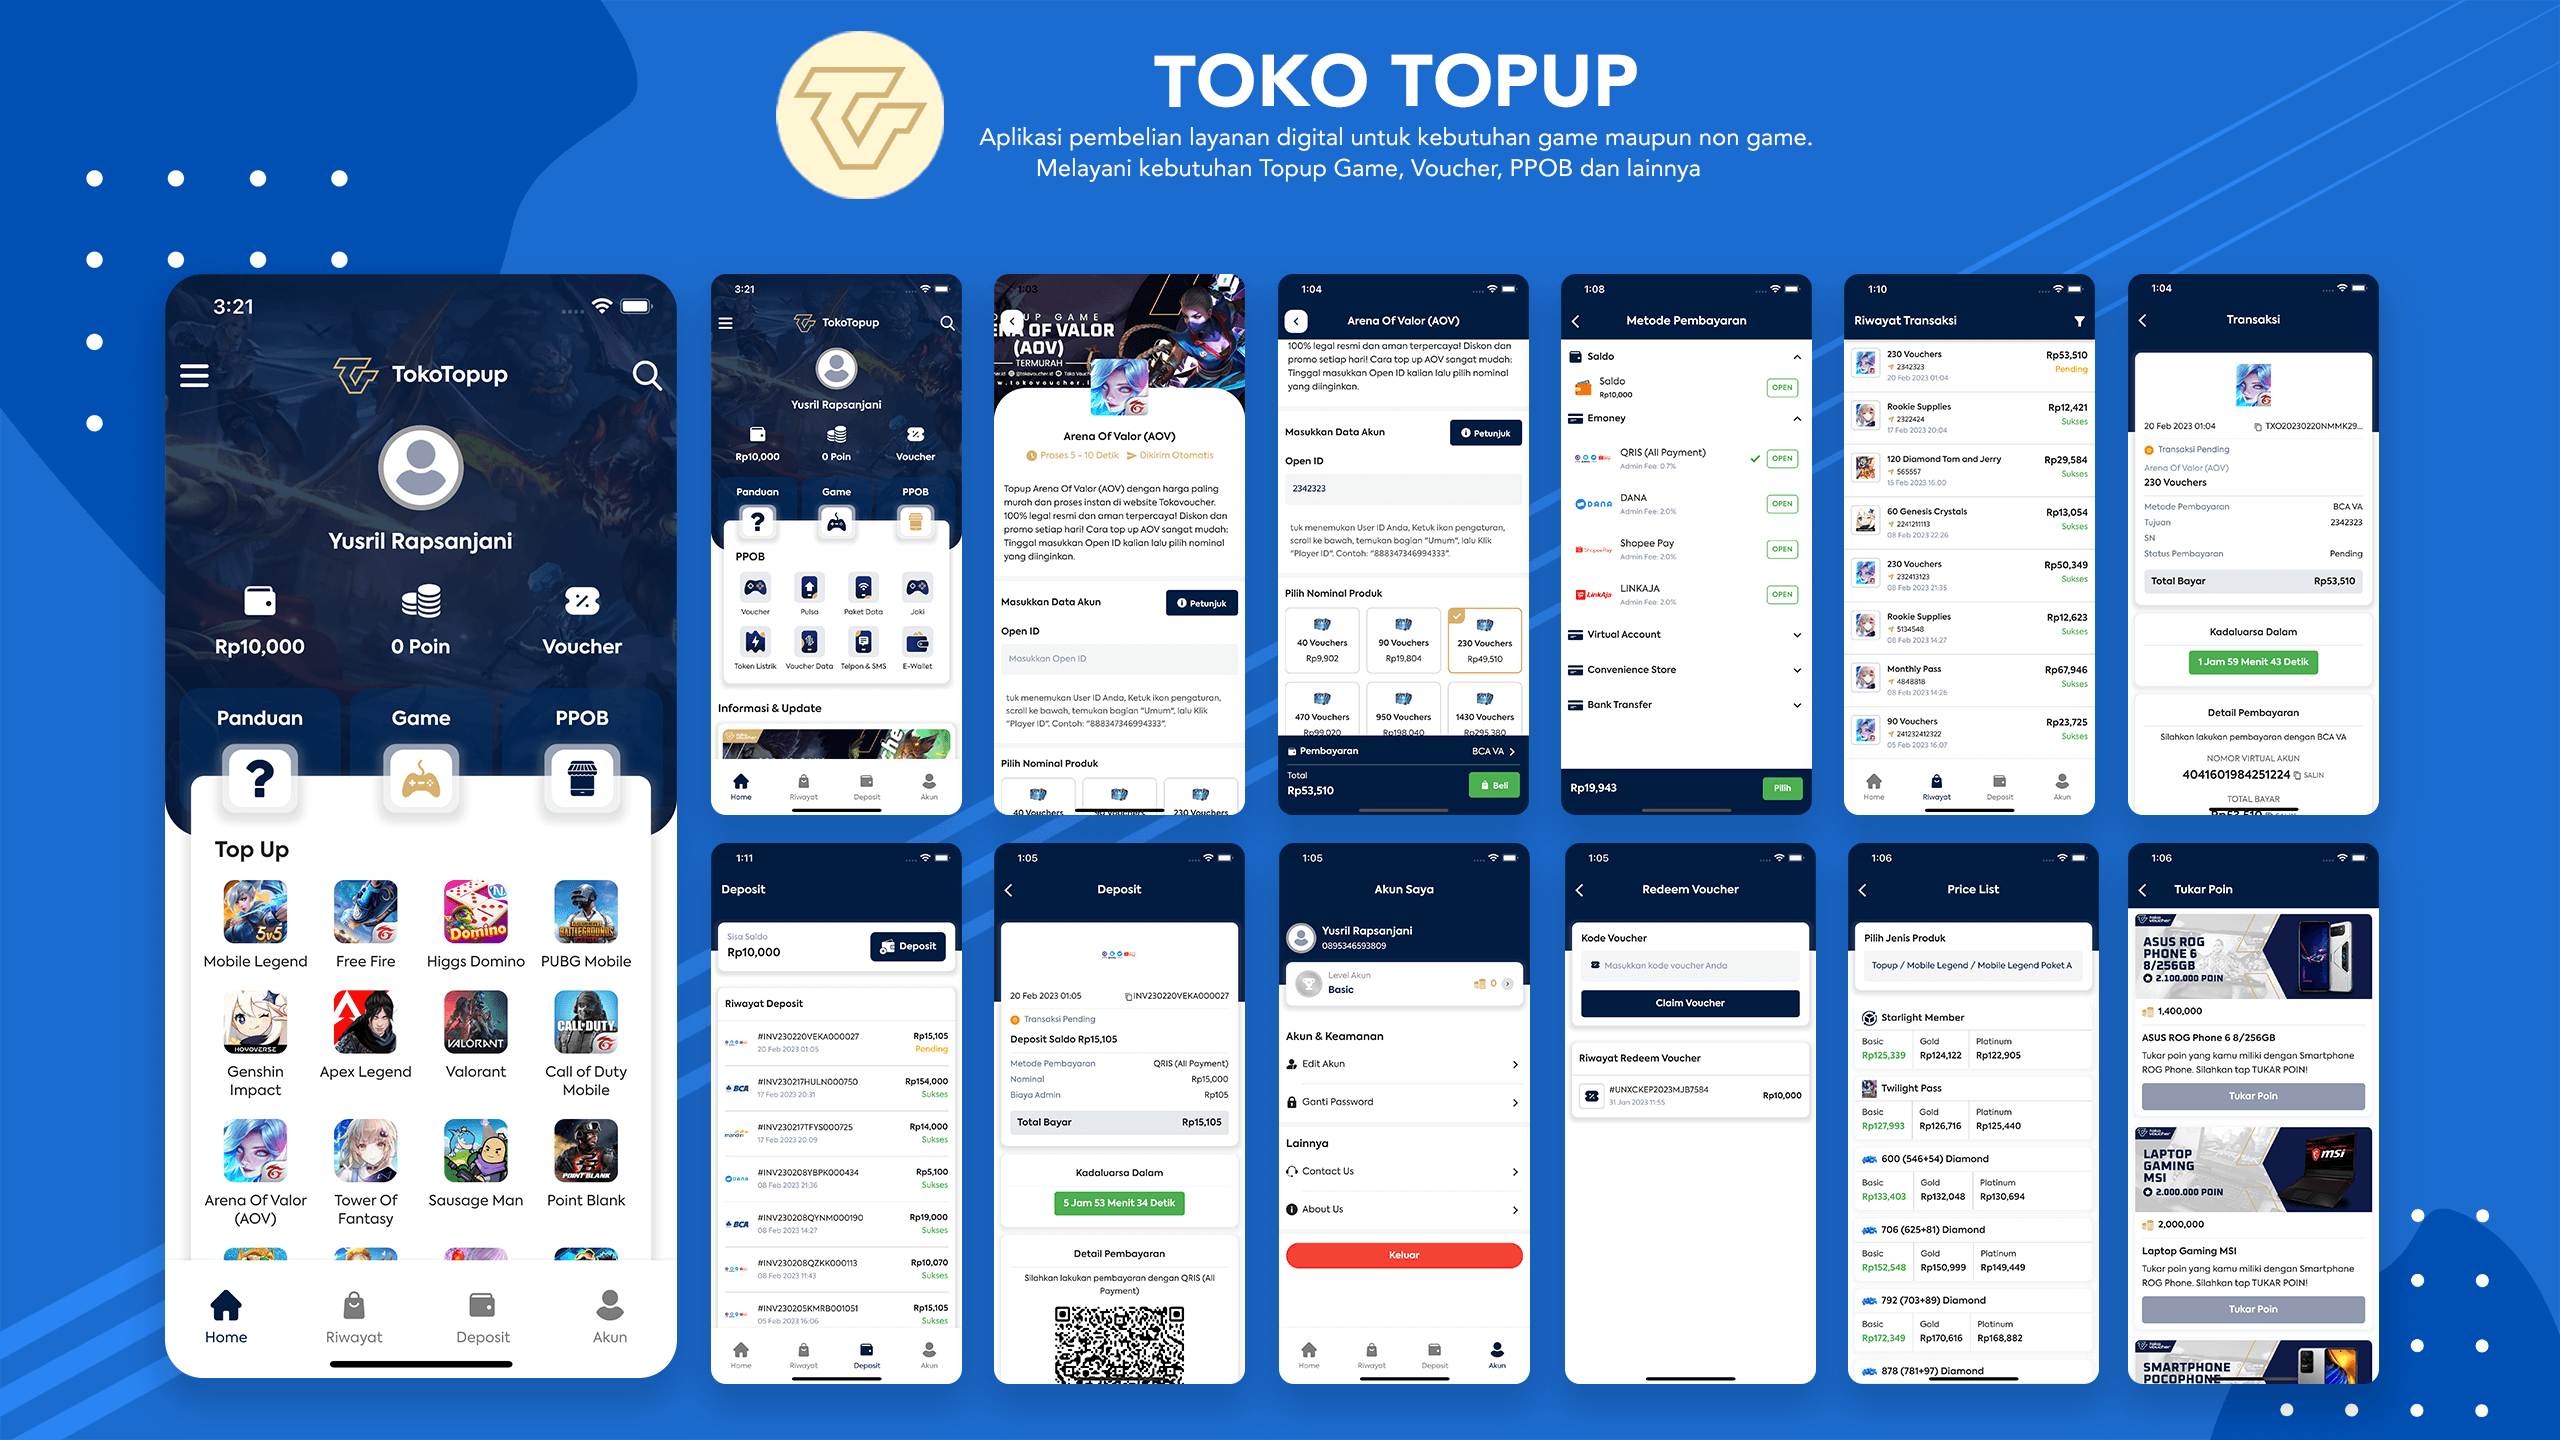 TOKO TOPUP
Aplikasi pembelian layanan digital untuk kebutuhan game maupun non game.
Melayani kebutuhan Topup Game, Voucher, PPOB dan lainnya
3:21
TokoTopup
Yusril Rapsanjani
Rp10,000
0 Poin
Voucher
Panduan
Game
PPOB
Top Up
Mobile Legend
Free Fire
Higgs Domino
PUBG Mobile
Genshin
Impact
Apex Legend
Valorant
Call of Duty
Mobile
Arena Of Valor
(AOV)
Tower Of
Fantasy
Sausage Man
Point Blank
Home
Riwayat
Deposit
Akun
3:21
TokoTopup
Yusril Rapsanjani
Rp10,000
0 Poin
Voucher
Panduan
Game
PPOB
PPOB
Voucher
Pulsa
Paket Data
Joki
Token Listrik
Voucher Data
Telpon & SMS
E-Wallet
Informasi & Update
Home
Riwayat
Deposit
Akun
1:03
UP GAME
OF VALOR
(AOV)
TERMURAH
Arena Of Valor (AOV)
Proses 5 - 10 Detik
Dikirim Otomatis
Topup Arena Of Valor (AOV) dengan harga paling
murah dan proses instan di website Tokovoucher.
100% legal resmi dan aman terpercaya! Diskon dan
promo setiap hari! Cara top up AOV sangat mudah:
Tinggal masukkan Open ID kalian lalu pilih nominal
yang diinginkan.
Masukkan Data Akun
Petunjuk
Open ID
Masukkan Open ID
tuk menemukan User ID Anda, Ketuk ikon pengaturan,
scroll ke bawah, temukan bagian "Umum", lalu Klik
"Player ID". Contoh: "888347346994333".
Pilih Nominal Produk
40 Vouchers
90 Vouchers
230 Vouchers
1:04
Arena Of Valor (AOV)
100% legal resmi dan aman terpercaya! Diskon dan
promo setiap hari! Cara top up AOV sangat mudah:
Tinggal masukkan Open ID kalian lalu pilih nominal
yang diinginkan.
Masukkan Data Akun
Petunjuk
Open ID
2342323
tuk menemukan User ID Anda, Ketuk ikon pengaturan,
scroll ke bawah, temukan bagian "Umum", lalu Klik
"Player ID". Contoh: "888347346994333".
Pilih Nominal Produk
40 Vouchers
Rp9,902
90 Vouchers
Rp19,804
230 Vouchers
Rp49,510
470 Vouchers
Rp99,020
950 Vouchers
Rp198,040
1430 Vouchers
Rp295,380
Pembayaran
BCA VA
Total
Rp53,510
Beli
1:08
Metode Pembayaran
Saldo
Saldo
Rp10,000
OPEN
Emoney
QRIS (All Payment)
Admin Fee: 0.7%
OPEN
DANA
DANA
Admin Fee: 2.0%
OPEN
ShopeePay
Shopee Pay
Admin Fee: 2.0%
OPEN
LinkAja
LINKAJA
Admin Fee: 2.0%
OPEN
Virtual Account
Convenience Store
Bank Transfer
Rp19,943
Pilih
1:10
Riwayat Transaksi
230 Vouchers
Rp53,510
2342323
Pending
20 Feb 2023 01:04
Rookie Supplies
Rp12,421
2322424
Sukses
17 Feb 2023 20:04
120 Diamond Tom and Jerry
Rp29,584
565557
Sukses
15 Feb 2023 16:00
60 Genesis Crystals
Rp13,054
2241211113
Sukses
08 Feb 2023 22:26
230 Vouchers
Rp50,349
232413123
Sukses
08 Feb 2023 21:35
Rookie Supplies
Rp12,623
5134548
Sukses
08 Feb 2023 14:27
Monthly Pass
Rp67,946
4848818
Sukses
08 Feb 2023 14:26
90 Vouchers
Rp23,725
241232412322
Sukses
05 Feb 2023 16:07
Home
Riwayat
Deposit
Akun
1:04
Transaksi
20 Feb 2023 01:04
TXO20230220NMMK29...
Transaksi Pending
Arena Of Valor (AOV)
230 Vouchers
Metode Pembayaran
BCA VA
Tujuan
2342323
SN
Status Pembayaran
Pending
Total Bayar
Rp53,510
Kadaluarsa Dalam
1 Jam 59 Menit 43 Detik
Detail Pembayaran
Silahkan lakukan pembayaran dengan BCA VA
NOMOR VIRTUAL AKUN
4041601984251224
SALIN
TOTAL BAYAR
1:11
Deposit
Sisa Saldo
Rp10,000
Deposit
Riwayat Deposit
#INV230220VEKA000027
Rp15,105
20 Feb 2023 01:05
Pending
BCA
#INV230217HULN000750
Rp154,000
17 Feb 2023 20:31
Sukses
mandiri
#INV230217TFYS000725
Rp14,000
17 Feb 2023 20:09
Sukses
DANA
#INV230208YBPK000434
Rp5,100
08 Feb 2023 21:36
Sukses
BCA
#INV230208QYNM000190
Rp19,000
08 Feb 2023 14:27
Sukses
#INV230208QZKK000113
Rp10,070
08 Feb 2023 11:43
Sukses
#INV230205KMRB001051
Rp15,105
05 Feb 2023 16:06
Sukses
Home
Riwayat
Deposit
Akun
1:05
Deposit
20 Feb 2023 01:05
INV230220VEKA000027
Transaksi Pending
Deposit Saldo Rp15,105
Metode Pembayaran
QRIS (All Payment)
Nominal
Rp15,000
Biaya Admin
Rp105
Total Bayar
Rp15,105
Kadaluarsa Dalam
5 Jam 53 Menit 34 Detik
Detail Pembayaran
Silahkan lakukan pembayaran dengan QRIS (All
Payment)
1:05
Akun Saya
Yusril Rapsanjani
0895346593809
Level Akun
Basic
0
Akun & Keamanan
Edit Akun
Ganti Password
Lainnya
Contact Us
About Us
Keluar
Home
Riwayat
Deposit
Akun
1:05
Redeem Voucher
Kode Voucher
Masukkan kode voucher Anda
Claim Voucher
Riwayat Redeem Voucher
#UNXCKEP2023MJB7584
31 Jan 2023 11:55
Rp10,000
1:06
Price List
Pilih Jenis Produk
Topup / Mobile Legend / Mobile Legend Paket A
Starlight Member
Basic
Gold
Platinum
Rp125,339
Rp124,122
Rp122,905
Twilight Pass
Basic
Gold
Platinum
Rp127,993
Rp126,716
Rp125,440
600 (546+54) Diamond
Basic
Gold
Platinum
Rp133,403
Rp132,048
Rp130,694
706 (625+81) Diamond
Basic
Gold
Platinum
Rp152,548
Rp150,999
Rp149,449
792 (703+89) Diamond
Basic
Gold
Platinum
Rp172,349
Rp170,616
Rp168,882
878 (781+97) Diamond
1:06
Tukar Poin
ASUS ROG
PHONE 6
8/256GB
2.100.000 POIN
1,400,000
ASUS ROG Phone 6 8/256GB
Tukar poin yang kamu miliki dengan Smartphone
ROG Phone. Silahkan tap TUKAR POIN!
Tukar Poin
LAPTOP
GAMING
MSI
2.000.000 POIN
msi
2,000,000
Laptop Gaming MSI
Tukar poin yang kamu miliki dengan Smartphone
ROG Phone. Silahkan tap TUKAR POIN!
Tukar Poin
SMARTPHONE
POCOPHONE